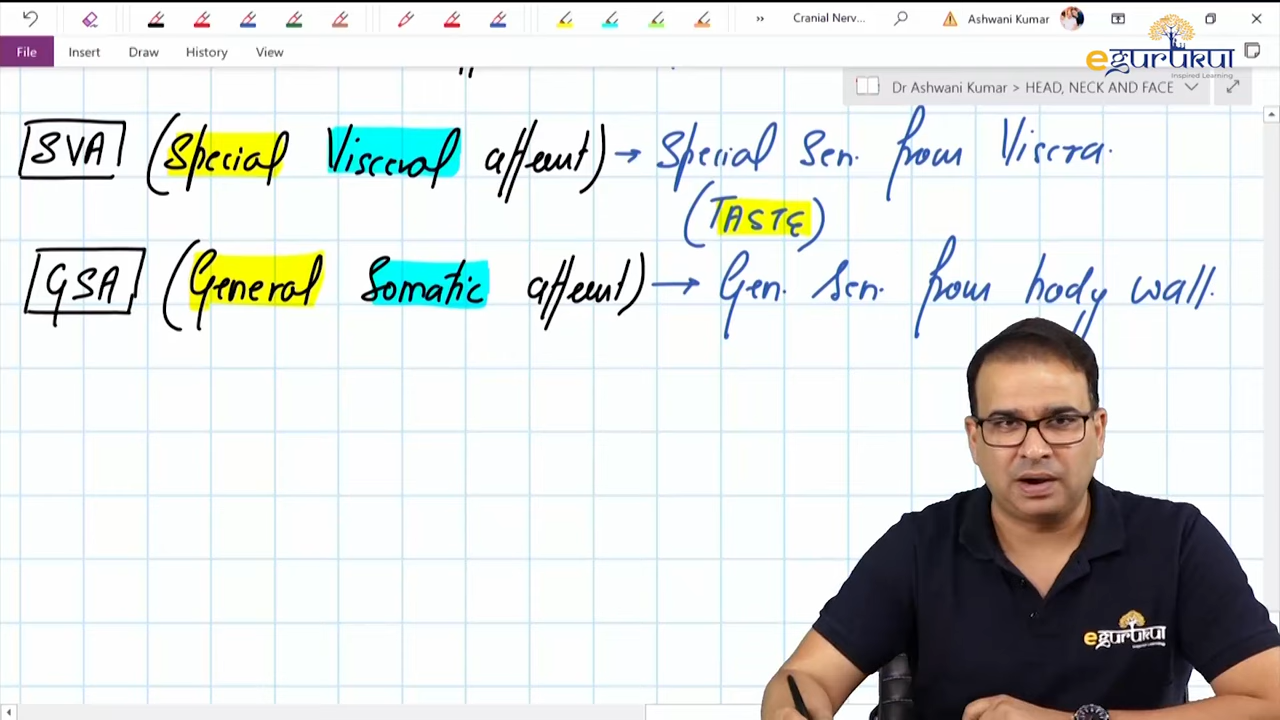 Cranial Nerv...
Ashwani Kumar
File Insert Draw History View
egurukul
Inspired Learning
Dr Ashwani Kumar > HEAD, NECK AND FACE
SVA (Special Visceral afferent) → Special Sen. from Viscera.
(TASTE)
GSA (General Somatic afferent) → Gen. Sen. from body wall.
egurukul